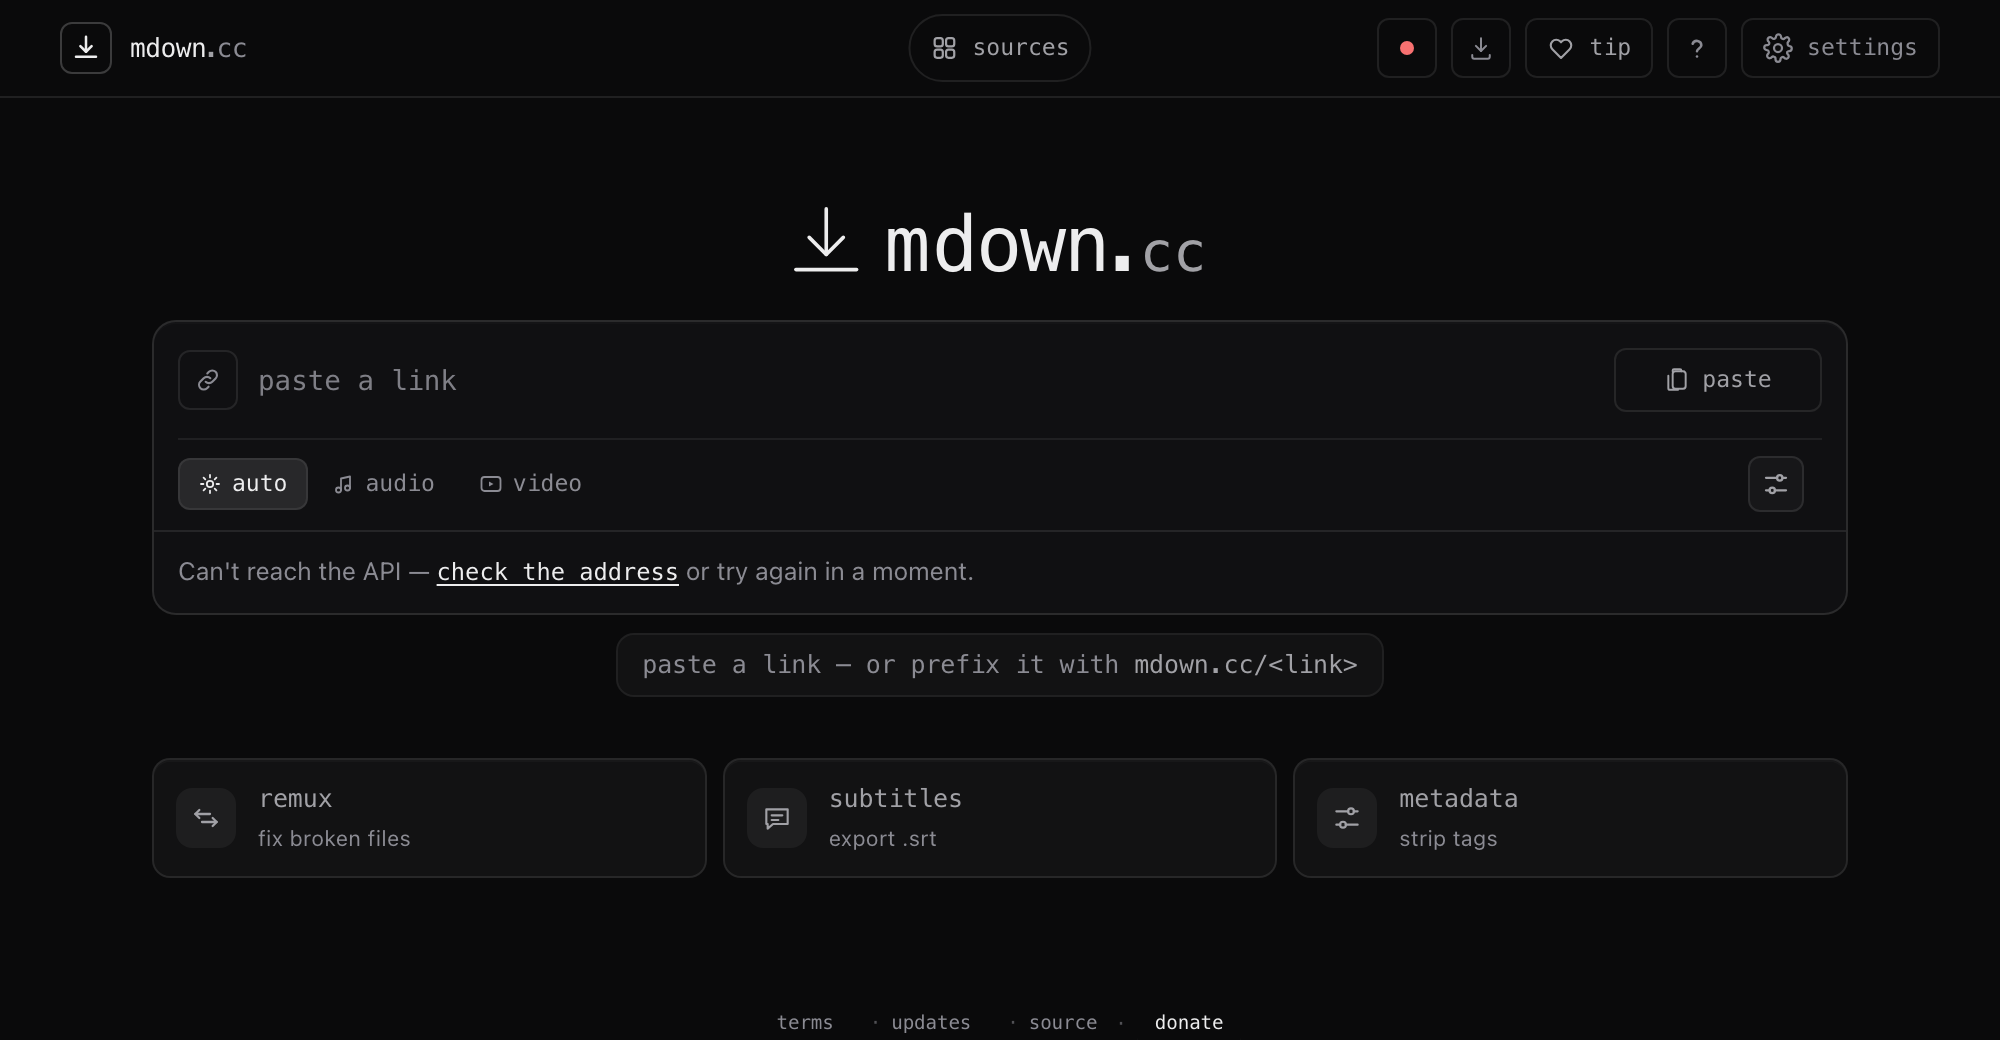 mdown.cc
sources
tip
?
settings
mdown.cc
paste a link
paste
auto
audio
video
Can't reach the API — check the address or try again in a moment.
paste a link — or prefix it with mdown.cc/<link>
remux
fix broken files
subtitles
export .srt
metadata
strip tags
terms · updates · source · donate